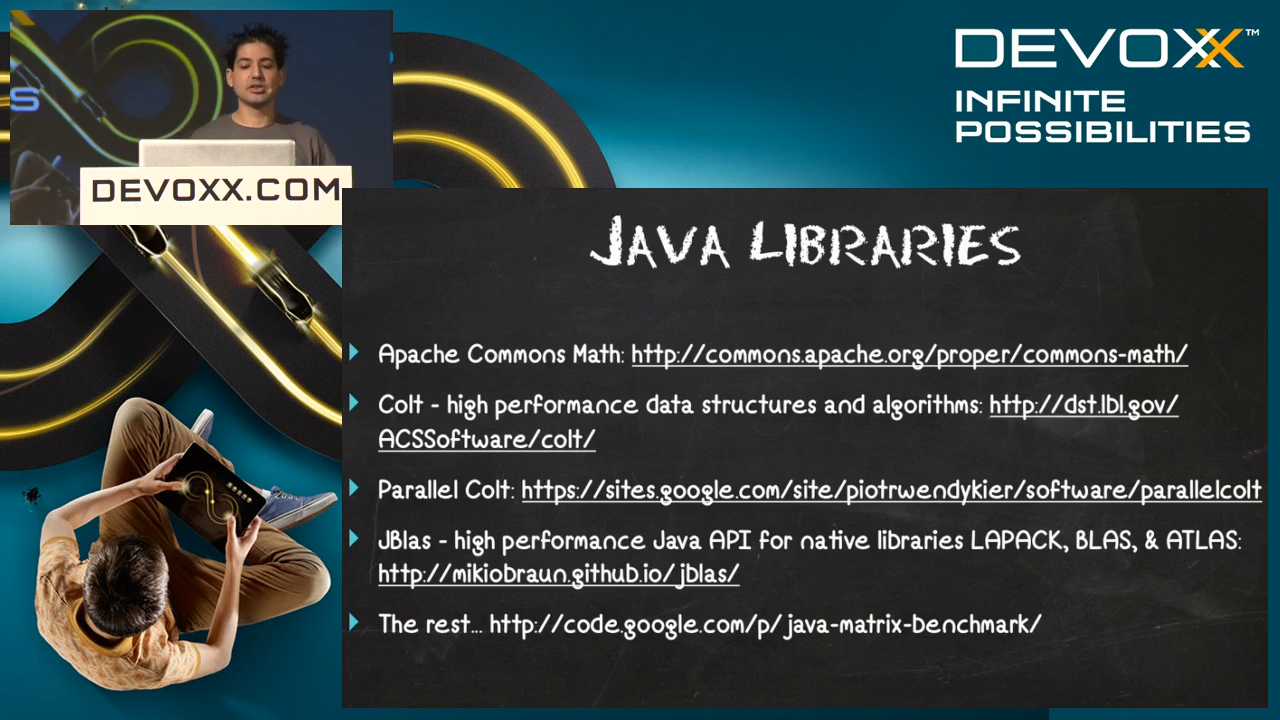 DEVOXX™
INFINITE
POSSIBILITIES
S
DEVOXX.COM
JAVA LIBRARIES
Apache Commons Math: http://commons.apache.org/proper/commons-math/
Colt - high performance data structures and algorithms: http://dst.lbl.gov/
ACSSoftware/colt/
Parallel Colt: https://sites.google.com/site/piotrwendykier/software/parallelcolt
JBlas - high performance Java API for native libraries LAPACK, BLAS, & ATLAS:
http://mikiobraun.github.io/jblas/
The rest... http://code.google.com/p/java-matrix-benchmark/